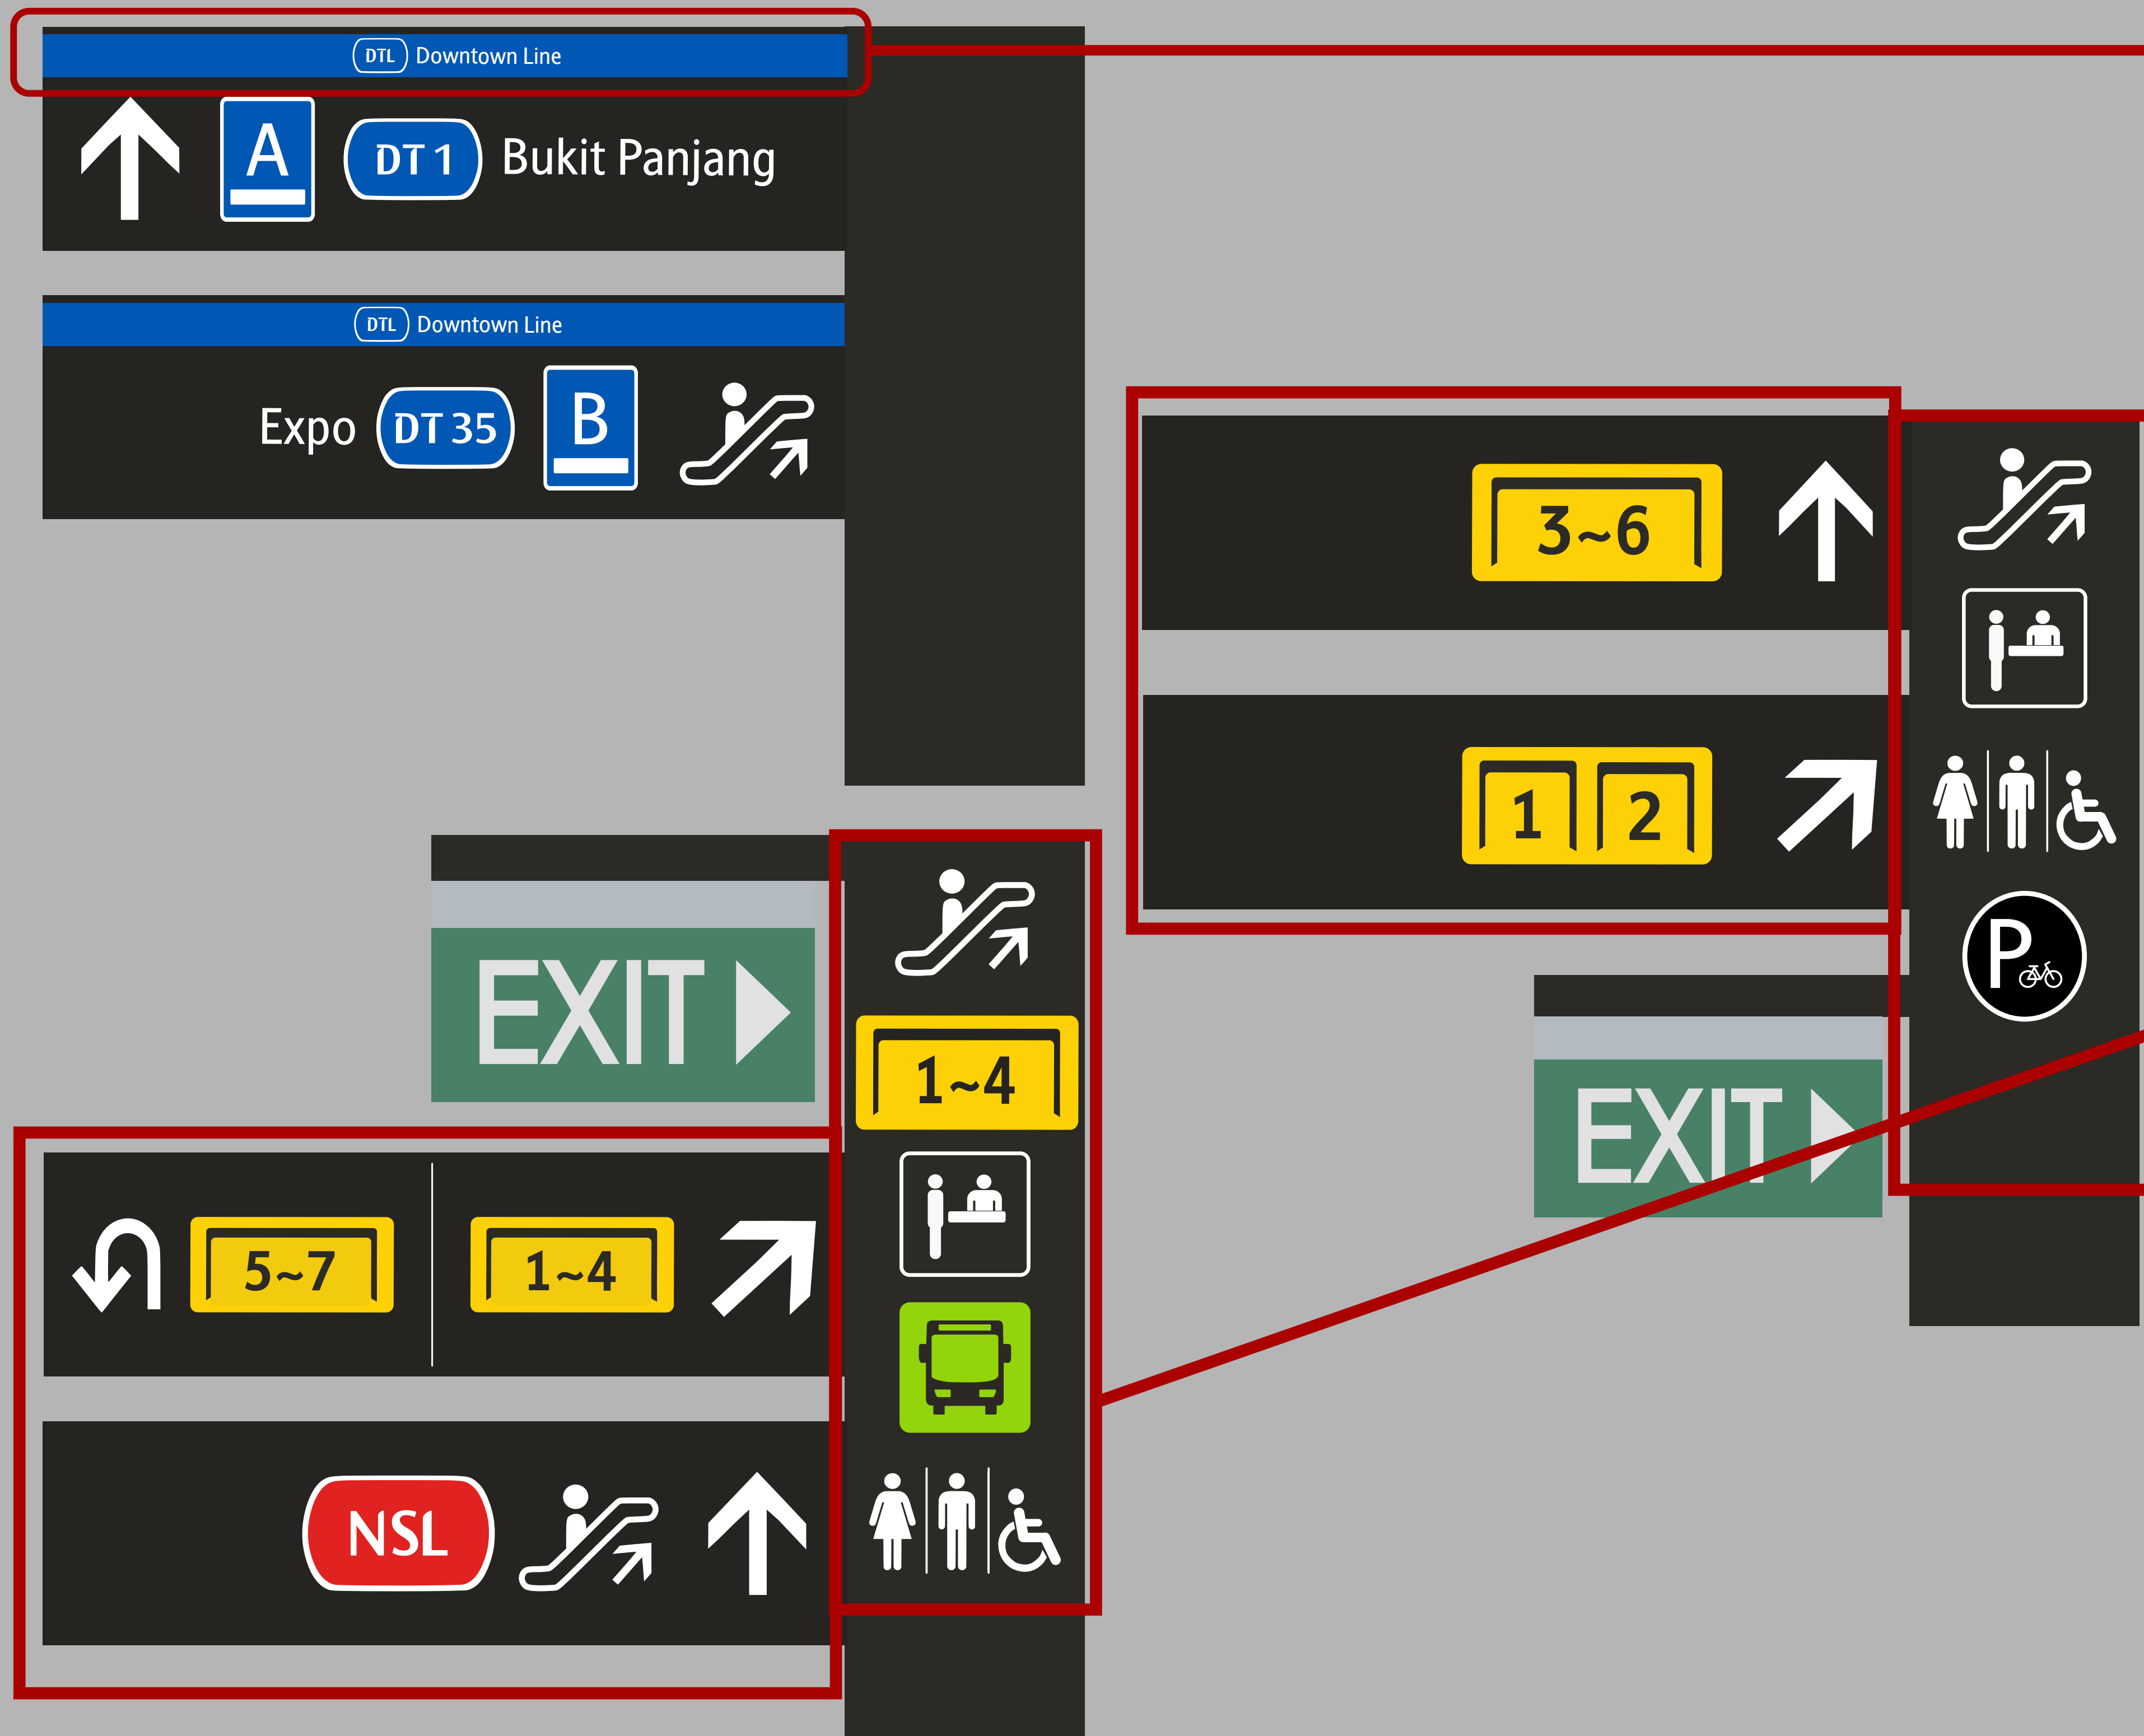 DTL Downtown Line
A DT 1 Bukit Panjang
DTL Downtown Line
Expo DT 35 B
EXIT
1~4
5~7 1~4
NSL
3~6
1 2
P
EXIT